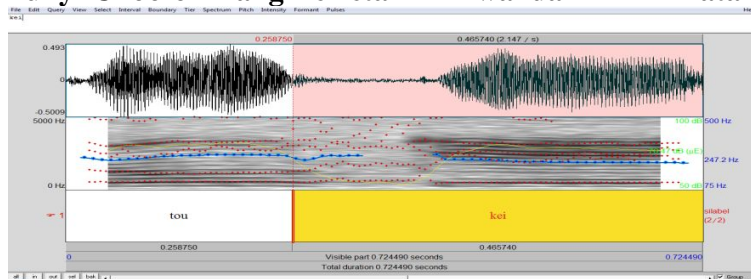 File Edit Query View Select Interval Boundary Tier Spectrum Pitch Intensity Formant Pulses
kei
0.258750 0.465740 (2.147 / s)
0.493
0
-0.5009
5000 Hz 100 dB 500 Hz
247.2 Hz
0 Hz 50 dB 75 Hz
1 tou kei silabel
(2/2)
0.258750 0.465740
0 Visible part 0.724490 seconds 0.724490
Total duration 0.724490 seconds
all in out sel bak Group